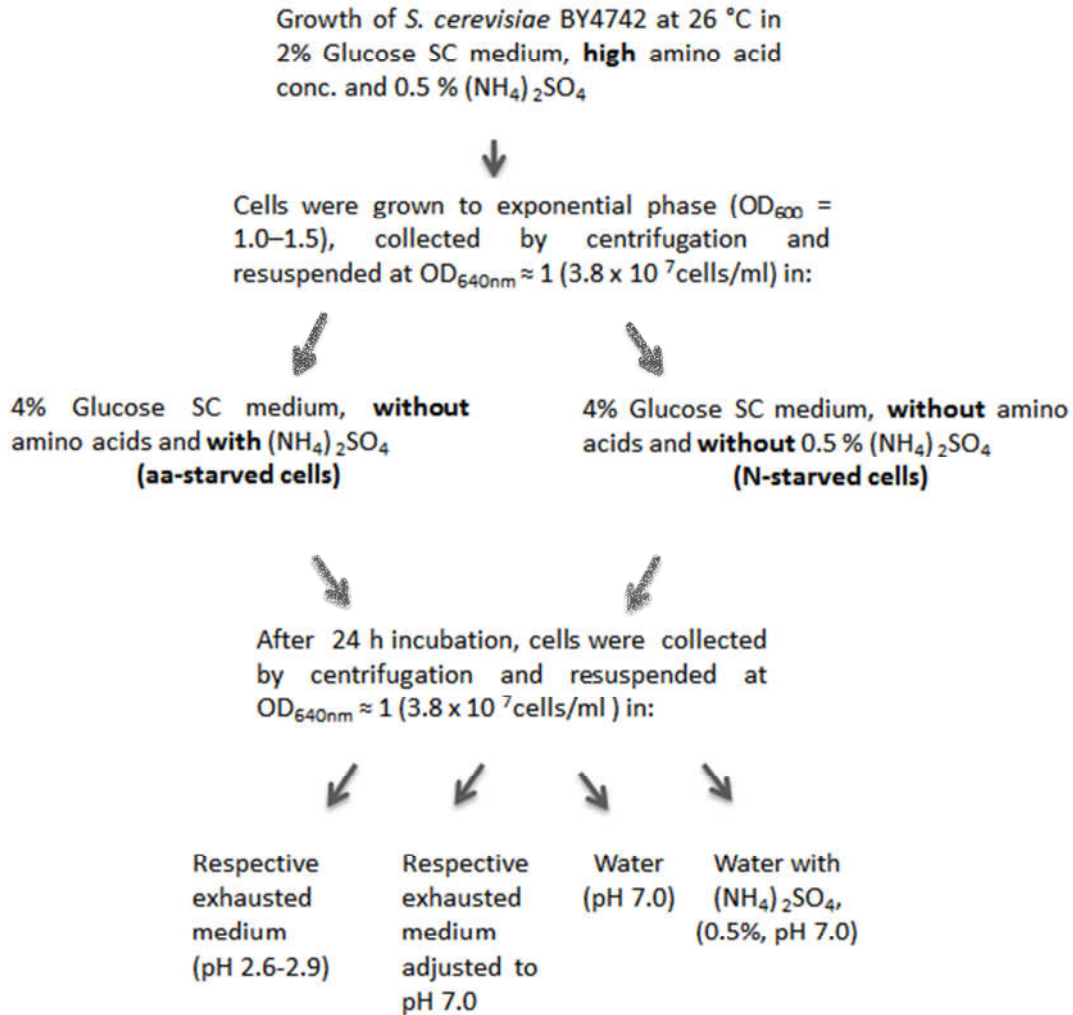 Growth of S. cerevisiae BY4742 at 26 °C in
2% Glucose SC medium, high amino acid
conc. and 0.5 % (NH₄)₂SO₄
Cells were grown to exponential phase (OD₆₀₀ =
1.0–1.5), collected by centrifugation and
resuspended at OD₆₄₀ₙₘ ≈ 1 (3.8 x 10 ⁷cells/ml) in:
4% Glucose SC medium, without
amino acids and with (NH₄)₂SO₄
(aa-starved cells)
4% Glucose SC medium, without amino
acids and without 0.5 % (NH₄)₂SO₄
(N-starved cells)
After 24 h incubation, cells were collected
by centrifugation and resuspended at
OD₆₄₀ₙₘ ≈ 1 (3.8 x 10 ⁷cells/ml ) in:
Respective
exhausted
medium
(pH 2.6-2.9)
Respective
exhausted
medium
adjusted to
pH 7.0
Water
(pH 7.0)
Water with
(NH₄)₂SO₄,
(0.5%, pH 7.0)